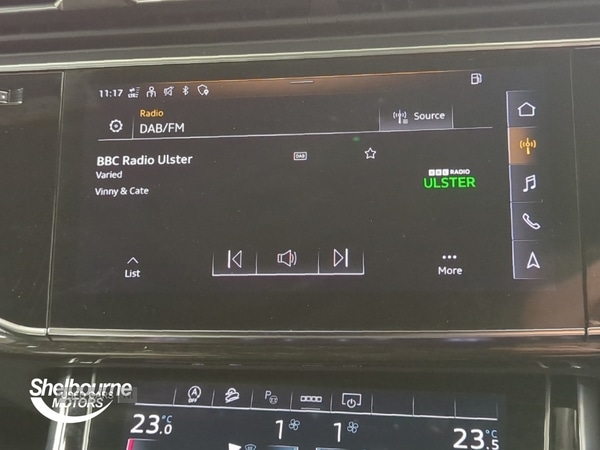 11:17
Radio
DAB/FM
Source
BBC Radio Ulster
DAB
Varied
Vinny & Cate
BBC RADIO
ULSTER
List
More
Shelbourne
MOTORS
OFF
P
23.0 °C
1
1
23.5 °C